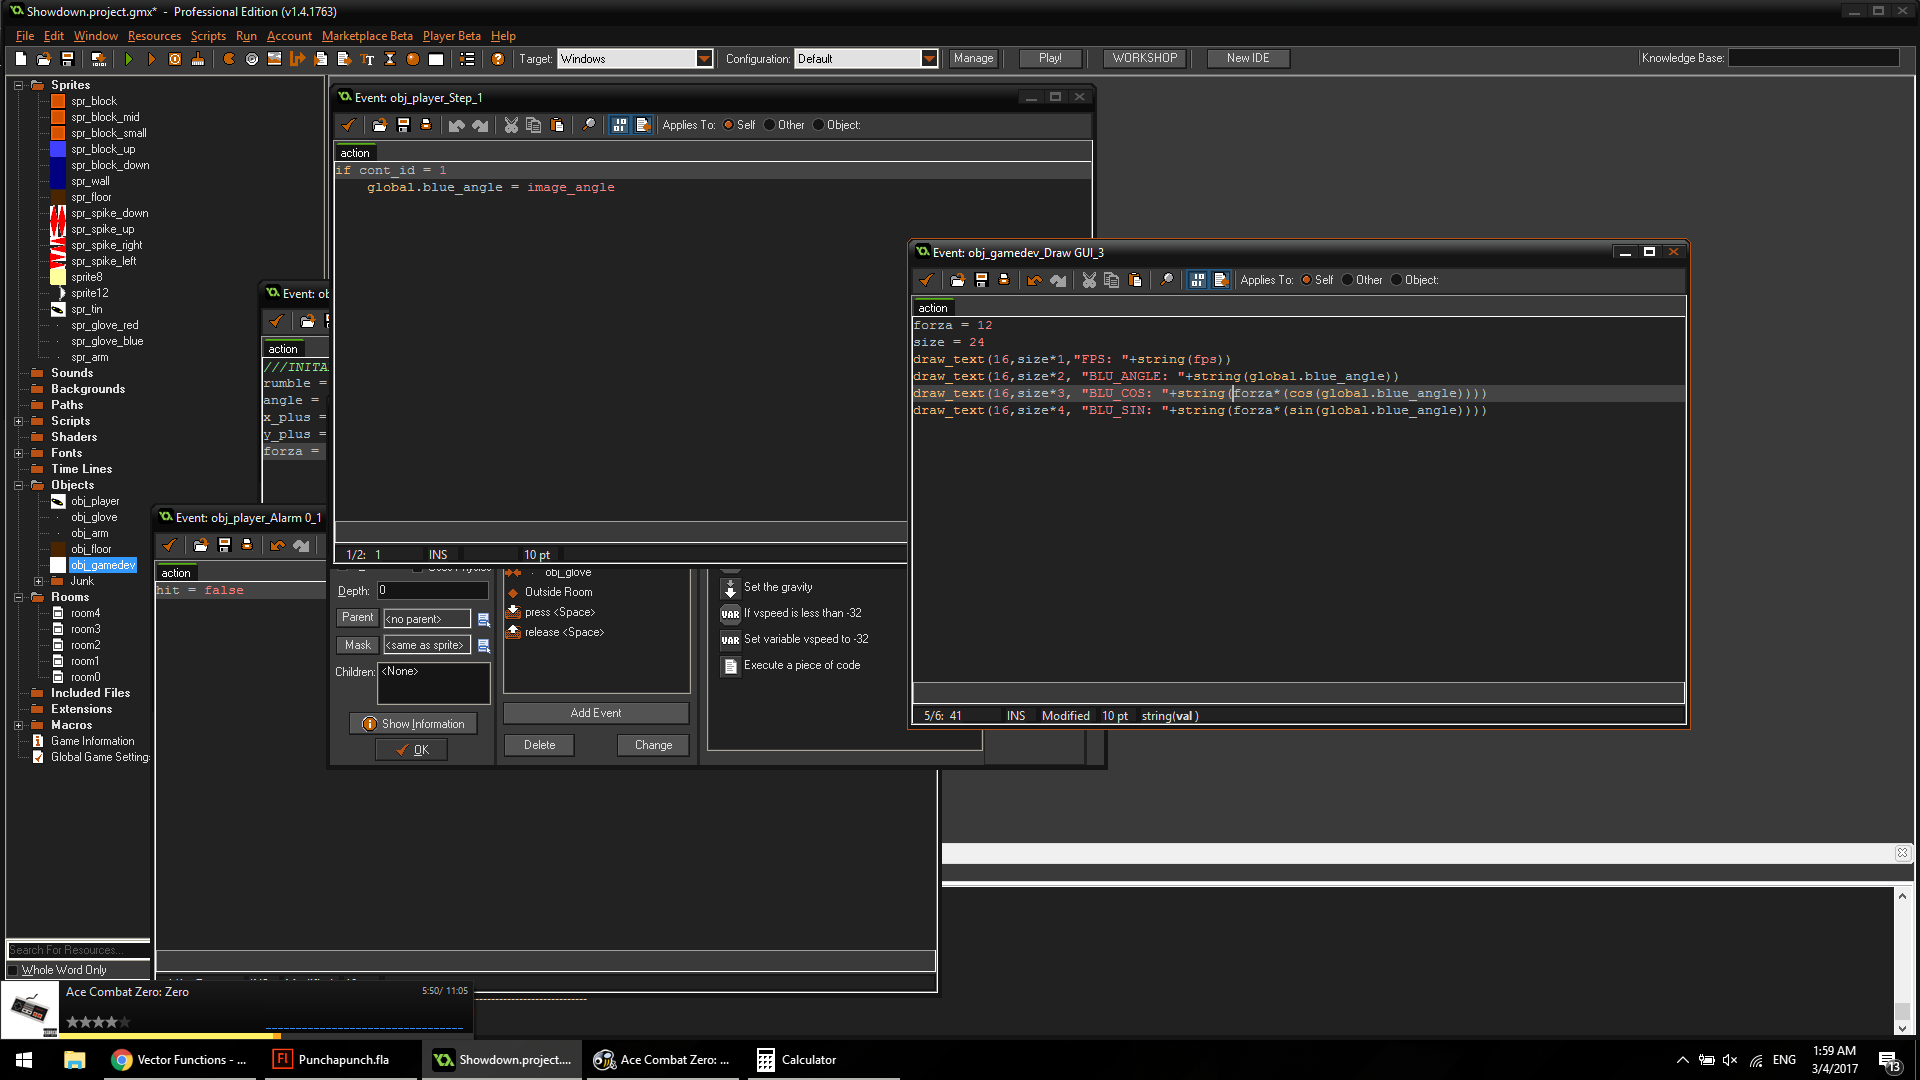 Showdown.project.gmx* - Professional Edition (v1.4.1763)
File Edit Window Resources Scripts Run Account Marketplace Beta Player Beta Help
Target: Windows Configuration: Default Manage Play! WORKSHOP New IDE Knowledge Base:
Sprites
spr_block
spr_block_mid
spr_block_small
spr_block_up
spr_block_down
spr_wall
spr_floor
spr_spike_down
spr_spike_up
spr_spike_right
spr_spike_left
sprite8
sprite12
spr_tin
spr_glove_red
spr_glove_blue
spr_arm
Sounds
Backgrounds
Paths
Scripts
Shaders
Fonts
Time Lines
Objects
obj_player
obj_glove
obj_arm
obj_floor
obj_gamedev
Junk
Rooms
room4
room3
room2
room1
room0
Included Files
Extensions
Macros
Game Information
Global Game Setting
Search For Resources...
Whole Word Only
Event: obj_player_Step_1
Applies To: Self Other Object:
action
if cont_id = 1
global.blue_angle = image_angle
1/2: 1 INS 10 pt
Event: ob
action
///INITA
rumble =
angle =
x_plus =
y_plus =
forza =
Event: obj_player_Alarm 0_1
action
hit = false
Depth: 0
Parent <no parent>
Mask <same as sprite>
Children: <None>
Show Information
OK
obj_glove
Outside Room
press <Space>
release <Space>
Add Event
Delete Change
Set the gravity
If vspeed is less than -32
VAR
Set variable vspeed to -32
VAR
Execute a piece of code
Event: obj_gamedev_Draw GUI_3
Applies To: Self Other Object:
action
forza = 12
size = 24
draw_text(16,size*1,"FPS: "+string(fps))
draw_text(16,size*2, "BLU_ANGLE: "+string(global.blue_angle))
draw_text(16,size*3, "BLU_COS: "+string(forza*(cos(global.blue_angle))))
draw_text(16,size*4, "BLU_SIN: "+string(forza*(sin(global.blue_angle))))
5/6: 41 INS Modified 10 pt string(val )
Ace Combat Zero: Zero 5:50/ 11:05
Vector Functions - ...
Fl Punchapunch.fla
Showdown.project....
Ace Combat Zero: ...
Calculator
ENG
1:59 AM
3/4/2017
13